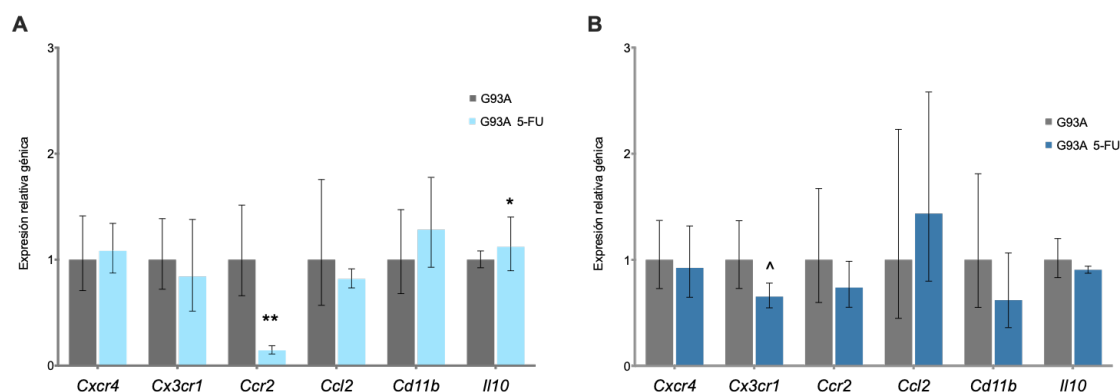 A
Expresión relativa génica
3
2
1
0
G93A
G93A 5-FU
**
*
Cxcr4 Cx3cr1 Ccr2 Ccl2 Cd11b Il10
B
Expresión relativa génica
3
2
1
0
G93A
G93A 5-FU
^
Cxcr4 Cx3cr1 Ccr2 Ccl2 Cd11b Il10